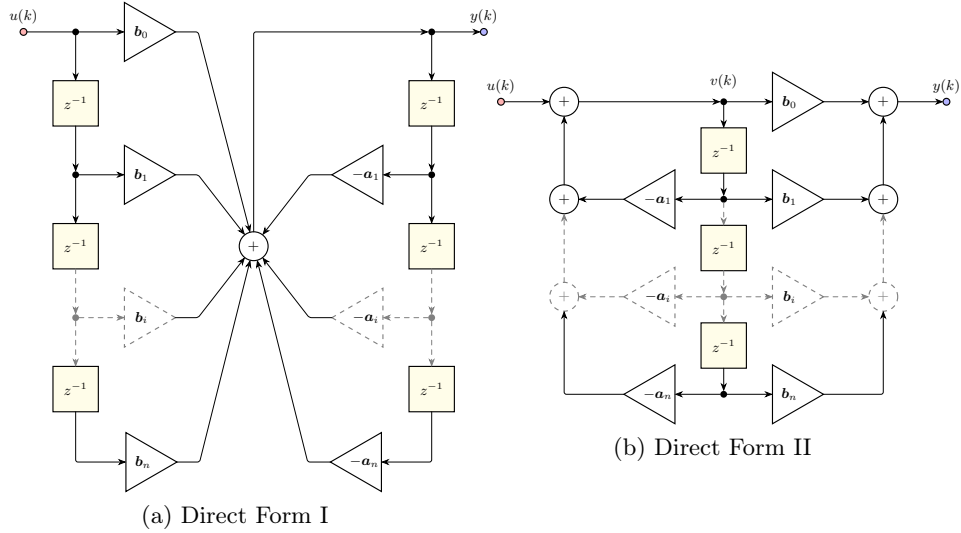 u(k)
b₀
y(k)
z⁻¹
z⁻¹
b₁
−a₁
+
z⁻¹
z⁻¹
bᵢ
−aᵢ
z⁻¹
z⁻¹
bₙ
−aₙ
(a) Direct Form I
u(k)
+
v(k)
b₀
+
y(k)
z⁻¹
+
−a₁
b₁
+
z⁻¹
+
−aᵢ
bᵢ
+
z⁻¹
−aₙ
bₙ
(b) Direct Form II